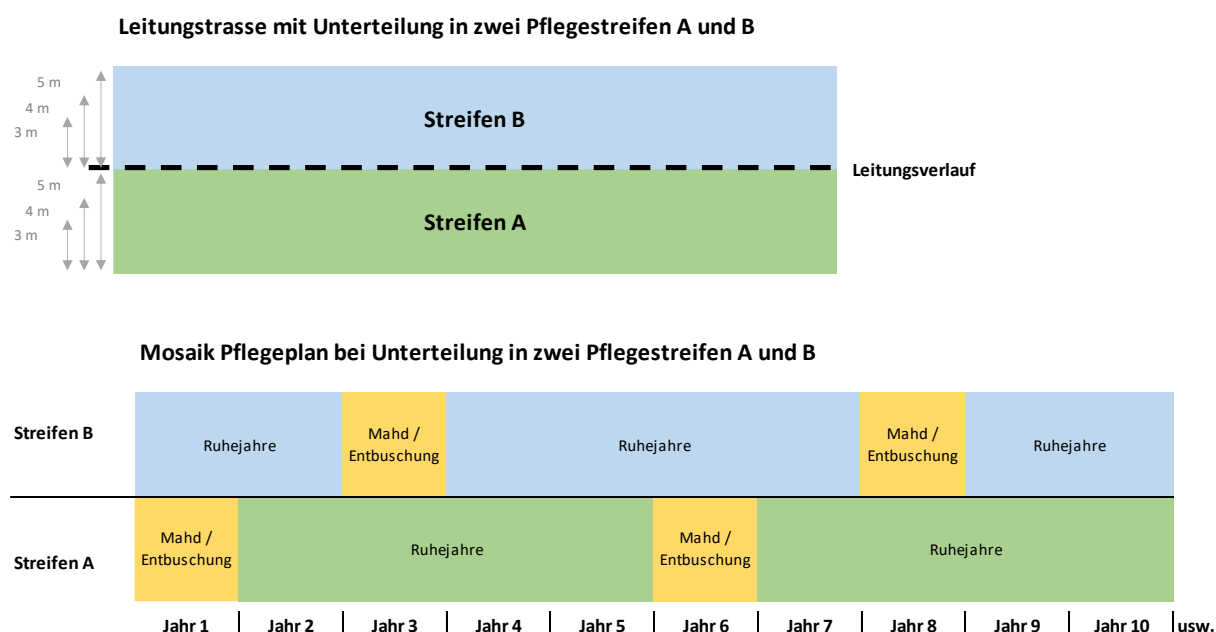 Leitungstrasse mit Unterteilung in zwei Pflegestreifen A und B
5 m
4 m
3 m
Streifen B
Leitungsverlauf
5 m
4 m
3 m
Streifen A
Mosaik Pflegeplan bei Unterteilung in zwei Pflegestreifen A und B
Streifen B
Ruhejahre
Mahd /
Entbuschung
Ruhejahre
Mahd /
Entbuschung
Ruhejahre
Streifen A
Mahd /
Entbuschung
Ruhejahre
Mahd /
Entbuschung
Ruhejahre
Jahr 1 Jahr 2 Jahr 3 Jahr 4 Jahr 5 Jahr 6 Jahr 7 Jahr 8 Jahr 9 Jahr 10 usw.